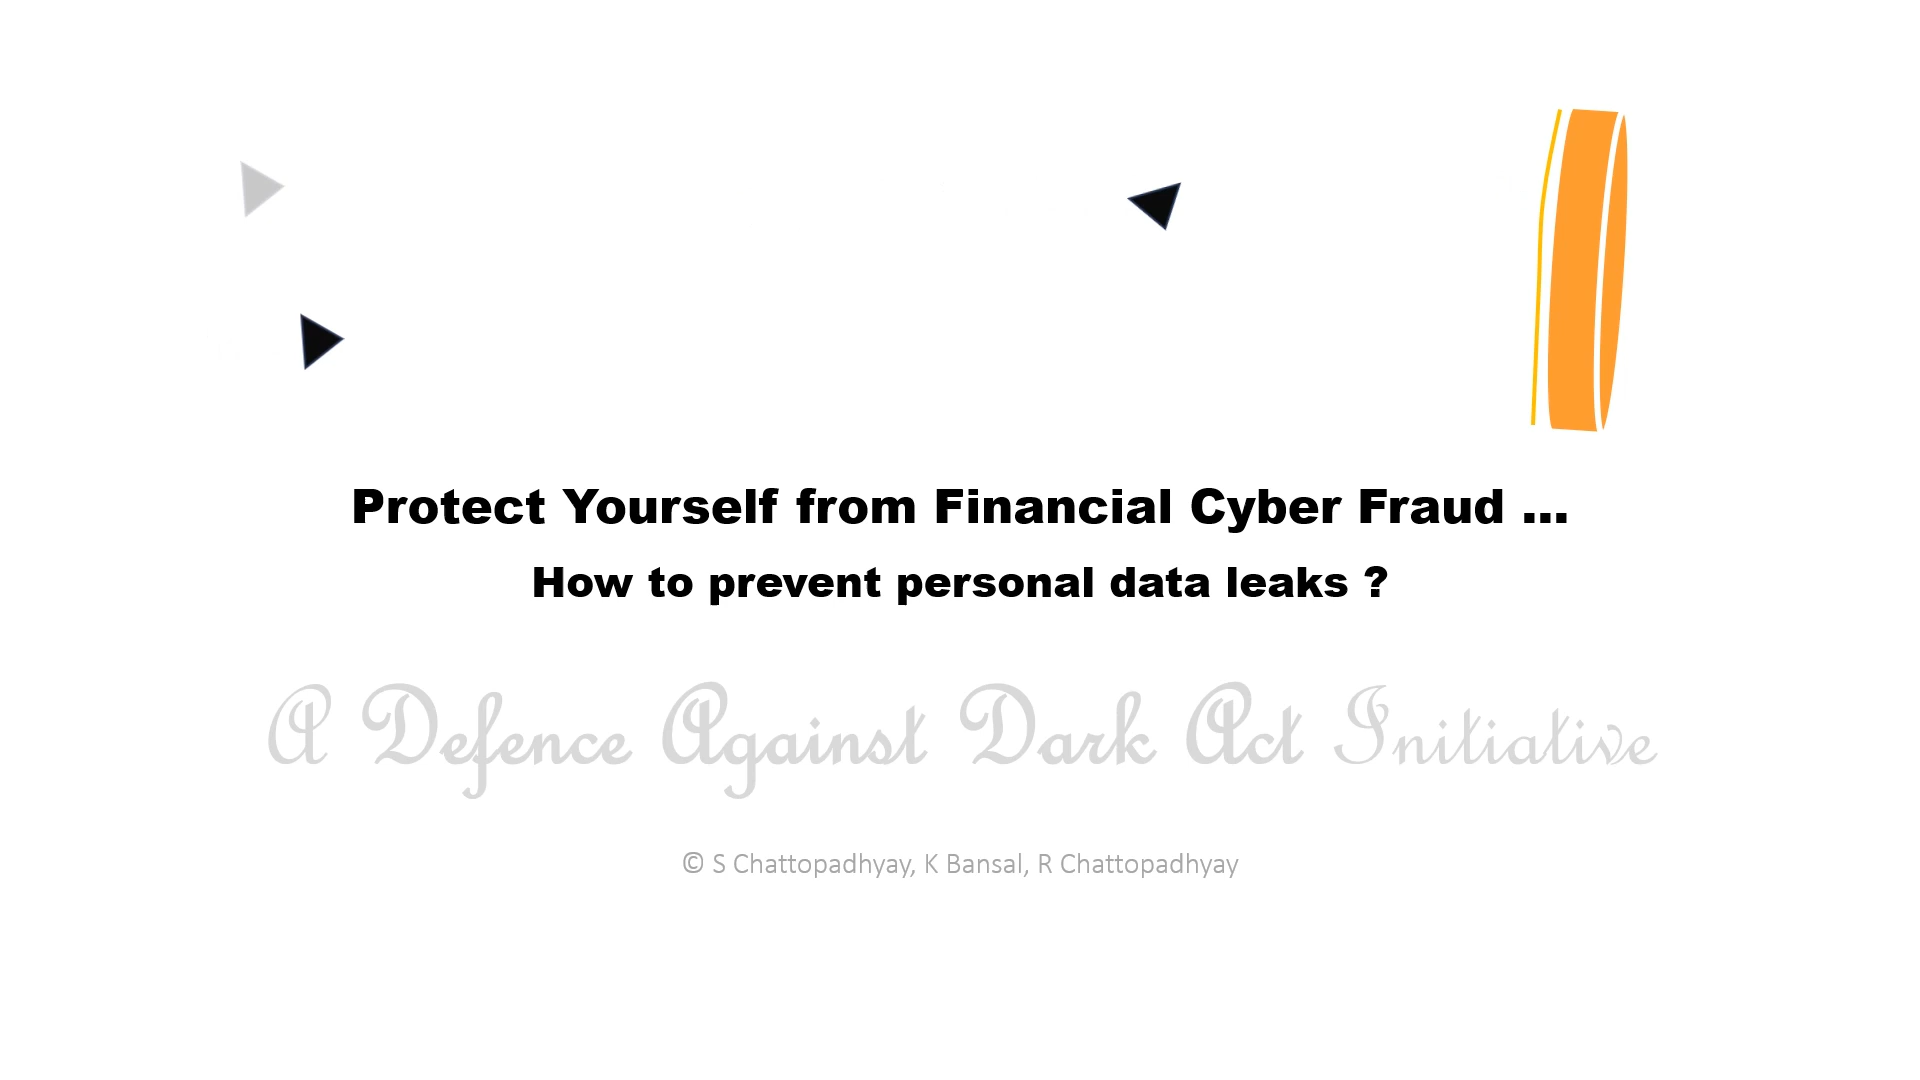 Protect Yourself from Financial Cyber Fraud ...
How to prevent personal data leaks ?
A Defence Against Dark Act Initiative
© S Chattopadhyay, K Bansal, R Chattopadhyay